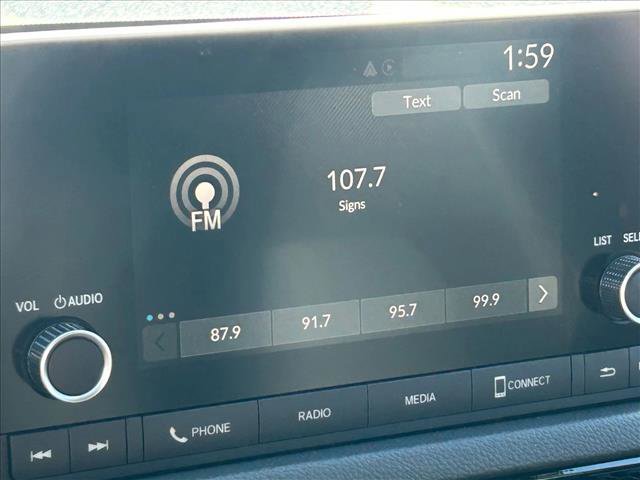 1:59
Text Scan
107.7
Signs
FM
LIST SELE
VOL AUDIO
87.9 91.7 95.7 99.9
PHONE RADIO MEDIA CONNECT